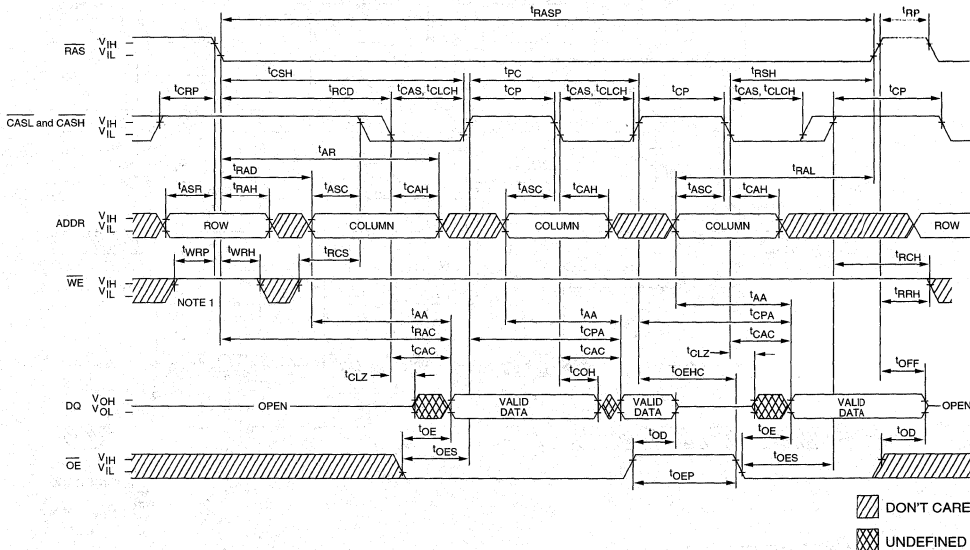 tRASP
tRP
RAS VIH
VIL
tCSH
tPC
tRSH
tCRP
tRCD
tCAS, tCLCH
tCP
tCAS, tCLCH
tCP
tCAS, tCLCH
tCP
CASL and CASH VIH
VIL
tAR
tRAD
tRAL
tASR
tRAH
tASC
tCAH
tASC
tCAH
tASC
tCAH
ADDR VIH
VIL
ROW
COLUMN
COLUMN
COLUMN
ROW
tWRP
tWRH
tRCS
tRCH
WE VIH
VIL
NOTE 1
tRRH
tAA
tAA
tAA
tRAC
tCPA
tCPA
tCAC
tCAC
tCAC
tCLZ
tCLZ
tCOH
tOEHC
tOFF
DQ VOH
VOL
OPEN
VALID
DATA
VALID
DATA
VALID
DATA
OPEN
tOE
tOD
tOE
tOD
tOES
tOES
OE VIH
VIL
tOEP
DON'T CARE
UNDEFINED